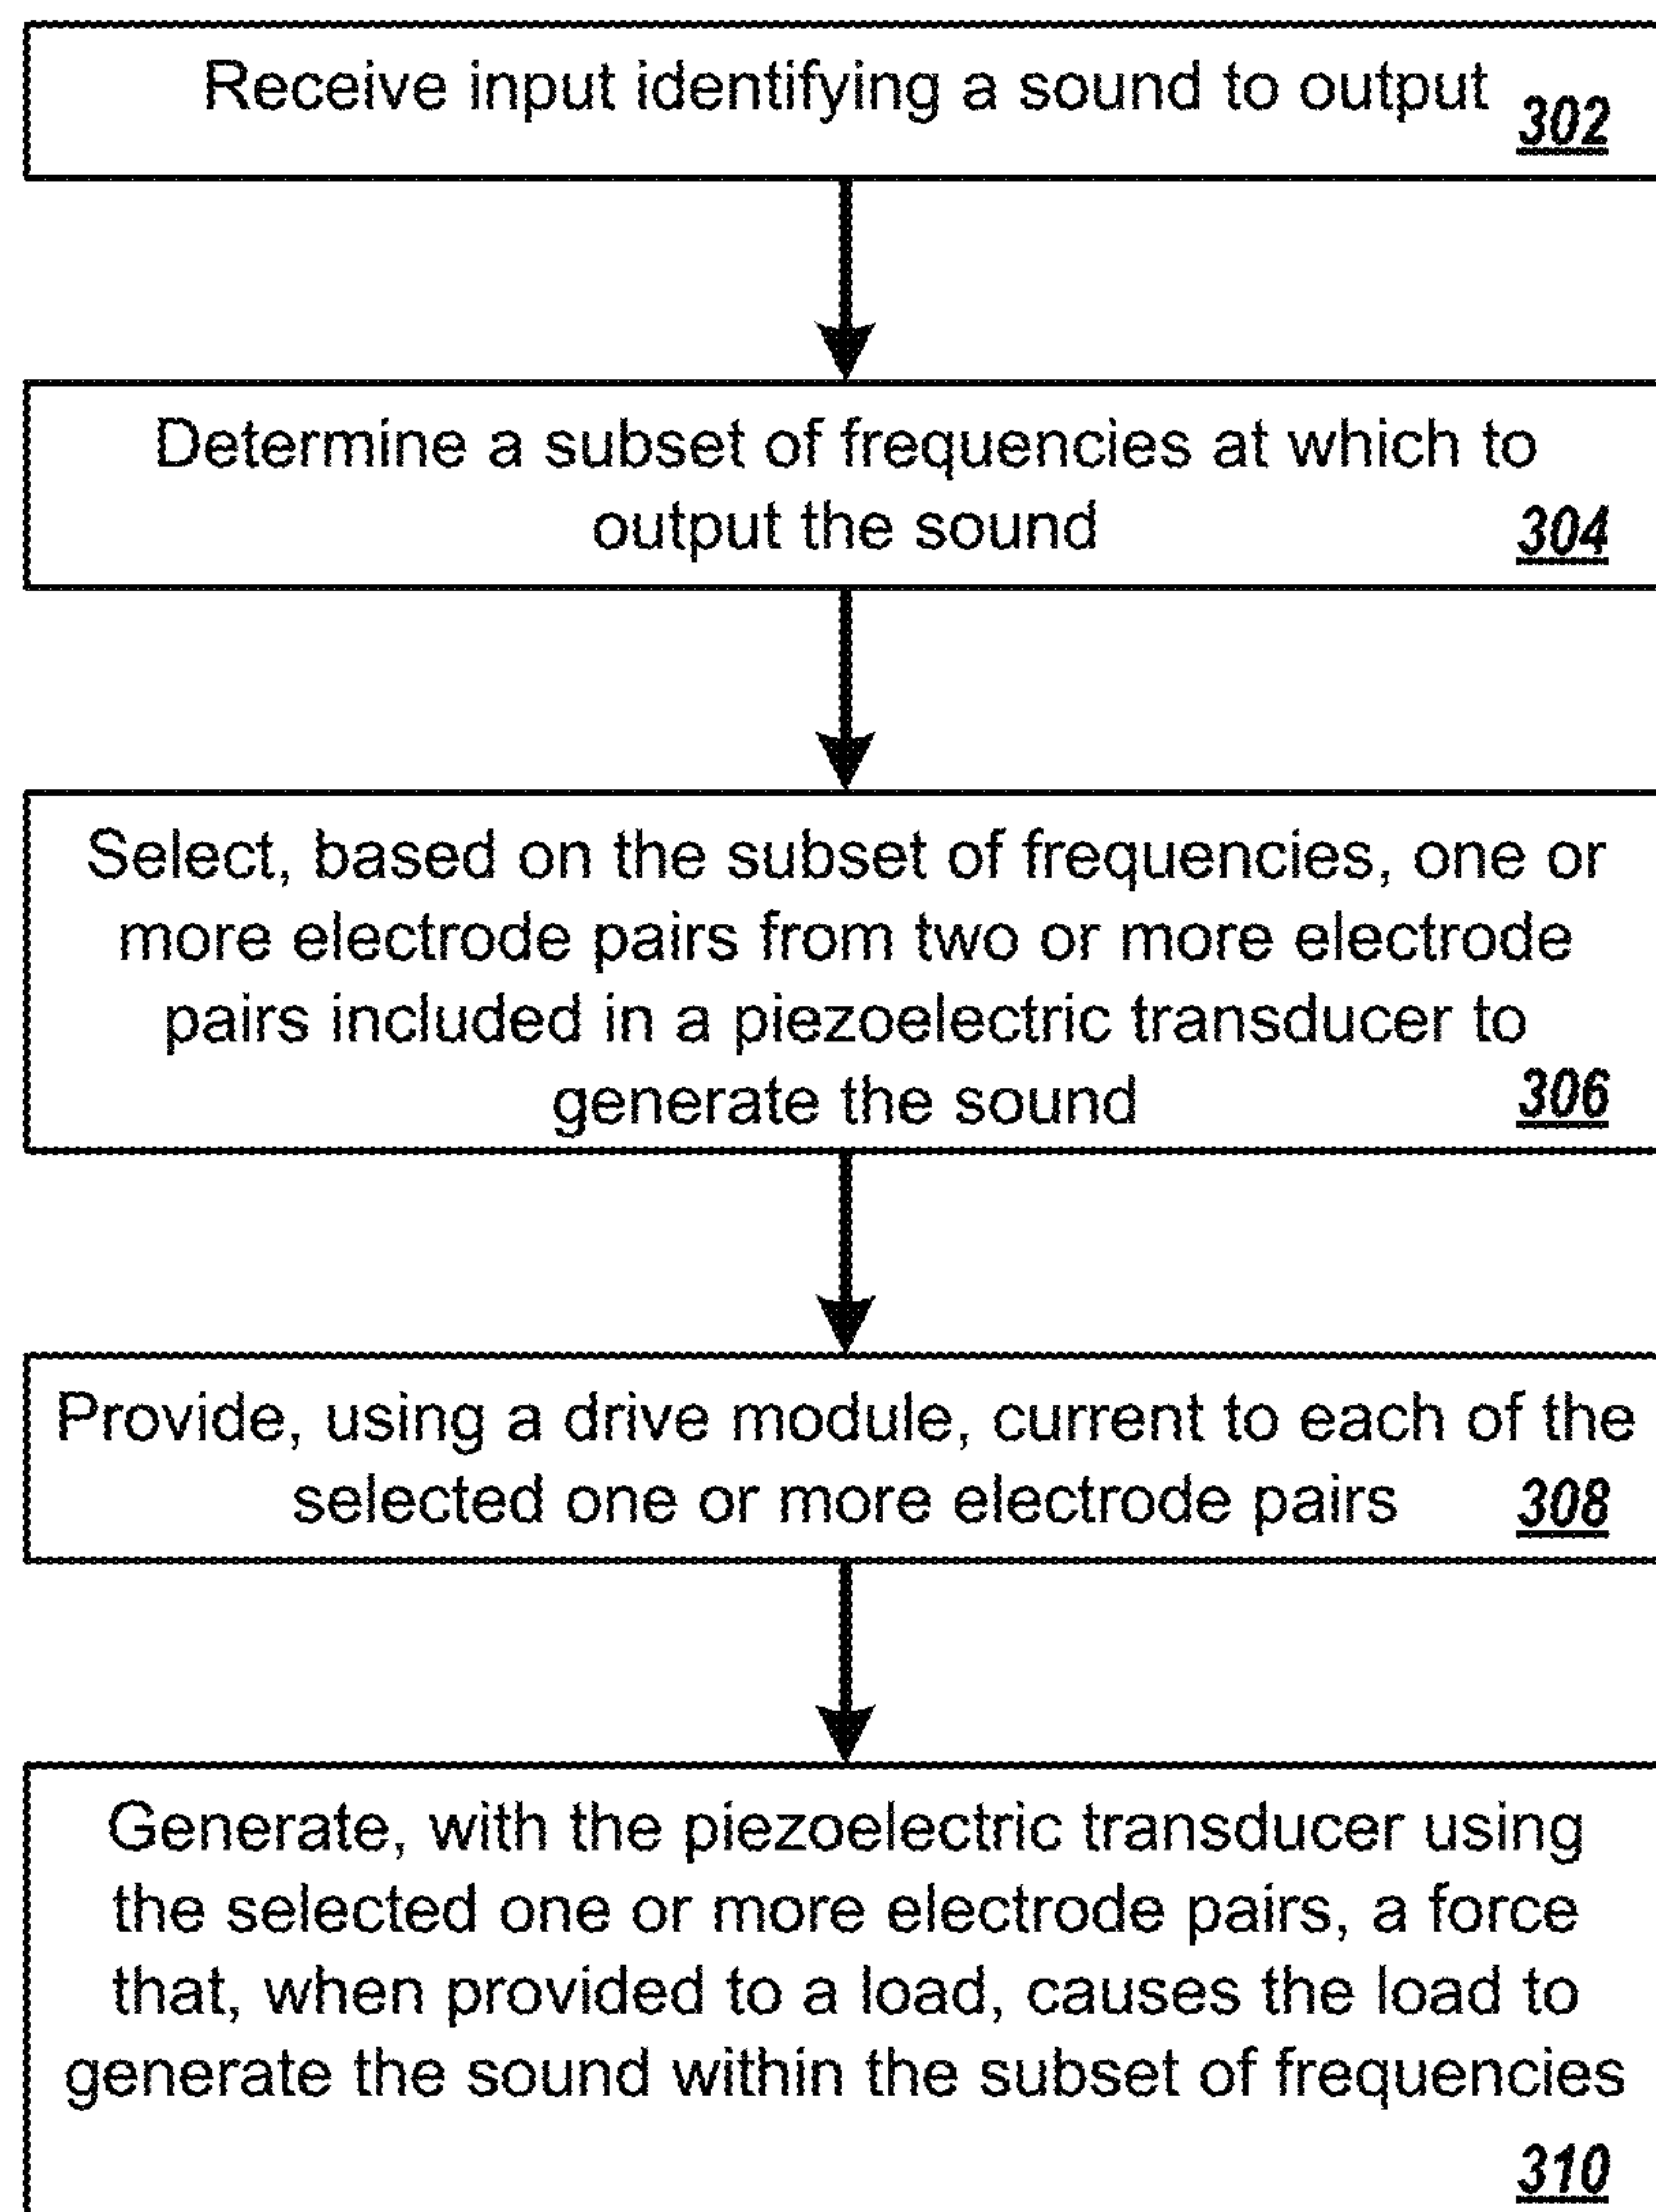 Receive input identifying a sound to output
302
Determine a subset of frequencies at which to
output the sound
304
Select, based on the subset of frequencies, one or
more electrode pairs from two or more electrode
pairs included in a piezoelectric transducer to
generate the sound
306
Provide, using a drive module, current to each of the
selected one or more electrode pairs
308
Generate, with the piezoelectric transducer using
the selected one or more electrode pairs, a force
that, when provided to a load, causes the load to
generate the sound within the subset of frequencies
310